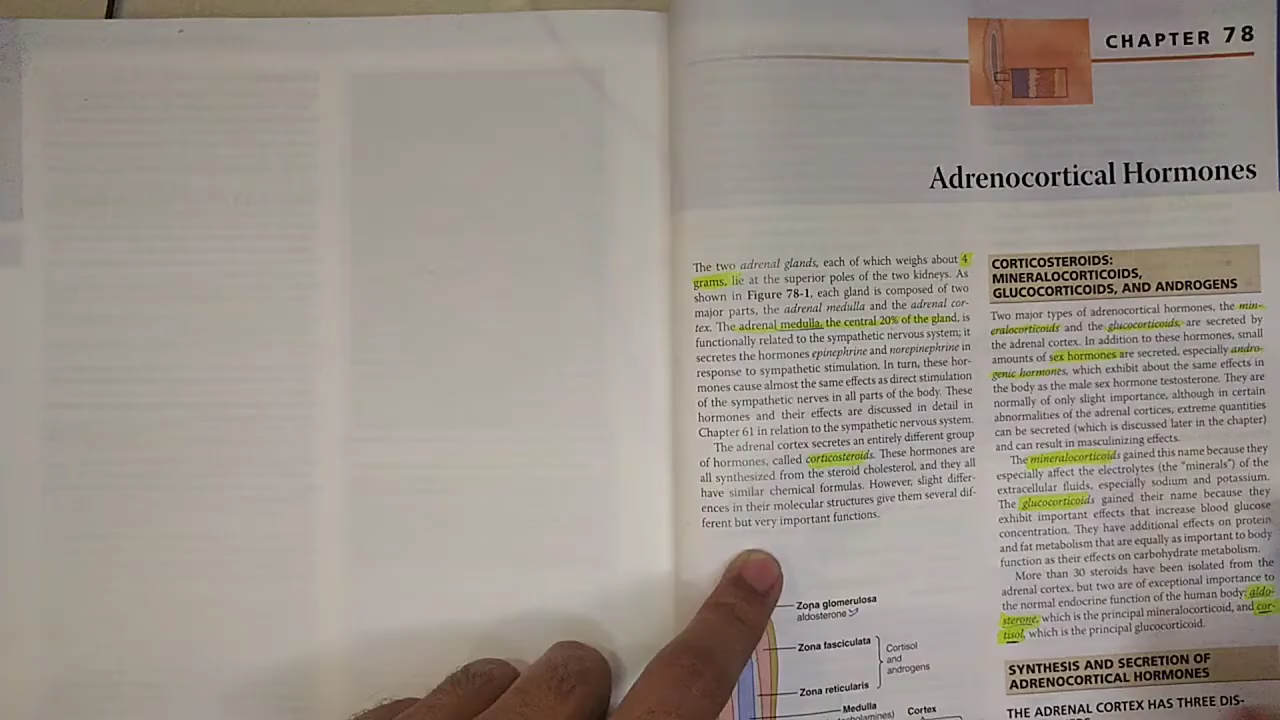 CHAPTER 78
Adrenocortical Hormones
The two adrenal glands, each of which weighs about 4
grams, lie at the superior poles of the two kidneys. As
shown in Figure 78-1, each gland is composed of two
major parts, the adrenal medulla and the adrenal cor-
tex. The adrenal medulla, the central 20% of the gland, is
functionally related to the sympathetic nervous system; it
secretes the hormones epinephrine and norepinephrine in
response to sympathetic stimulation. In turn, these hor-
mones cause almost the same effects as direct stimulation
of the sympathetic nerves in all parts of the body. These
hormones and their effects are discussed in detail in
Chapter 61 in relation to the sympathetic nervous system.
The adrenal cortex secretes an entirely different group
of hormones, called corticosteroids. These hormones are
all synthesized from the steroid cholesterol, and they all
have similar chemical formulas. However, slight differ-
ences in their molecular structures give them several dif-
ferent but very important functions.
Zona glomerulosa
aldosterone
Zona fasciculata
Cortisol
and
androgens
Zona reticularis
Medulla
Cortex
CORTICOSTEROIDS:
MINERALOCORTICOIDS,
GLUCOCORTICOIDS, AND ANDROGENS
Two major types of adrenocortical hormones, the min-
eralocorticoids and the glucocorticoids, are secreted by
the adrenal cortex. In addition to these hormones, small
amounts of sex hormones are secreted, especially andro-
genic hormones, which exhibit about the same effects in
the body as the male sex hormone testosterone. They are
normally of only slight importance, although in certain
abnormalities of the adrenal cortices, extreme quantities
can be secreted (which is discussed later in the chapter)
and can result in masculinizing effects.
The mineralocorticoids gained this name because they
especially affect the electrolytes (the “minerals”) of the
extracellular fluids, especially sodium and potassium.
The glucocorticoids gained their name because they
exhibit important effects that increase blood glucose
concentration. They have additional effects on protein
and fat metabolism that are equally as important to body
function as their effects on carbohydrate metabolism.
More than 30 steroids have been isolated from the
adrenal cortex, but two are of exceptional importance to
the normal endocrine function of the human body: aldo-
sterone, which is the principal mineralocorticoid, and cor-
tisol, which is the principal glucocorticoid.
SYNTHESIS AND SECRETION OF
ADRENOCORTICAL HORMONES
THE ADRENAL CORTEX HAS THREE DIS-